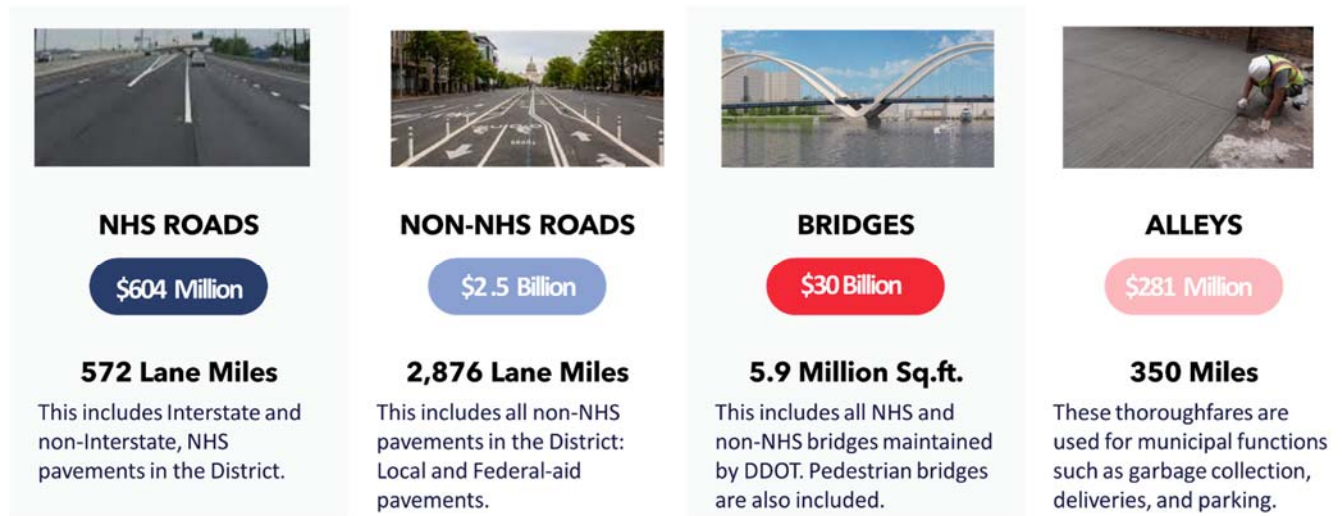 NHS ROADS
$604 Million
572 Lane Miles
This includes Interstate and
non-Interstate, NHS
pavements in the District.
NON-NHS ROADS
$2.5 Billion
2,876 Lane Miles
This includes all non-NHS
pavements in the District:
Local and Federal-aid
pavements.
BRIDGES
$30 Billion
5.9 Million Sq.ft.
This includes all NHS and
non-NHS bridges maintained
by DDOT. Pedestrian bridges
are also included.
ALLEYS
$281 Million
350 Miles
These thoroughfares are
used for municipal functions
such as garbage collection,
deliveries, and parking.